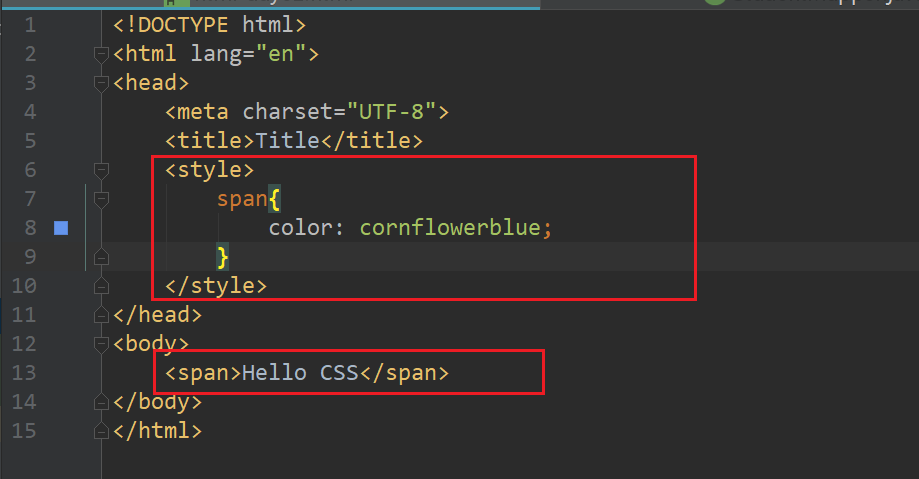 1 <!DOCTYPE html>
2 <html lang="en">
3 <head>
4     <meta charset="UTF-8">
5     <title>Title</title>
6     <style>
7         span{
8             color: cornflowerblue;
9         }
10     </style>
11 </head>
12 <body>
13     <span>Hello CSS</span>
14 </body>
15 </html>